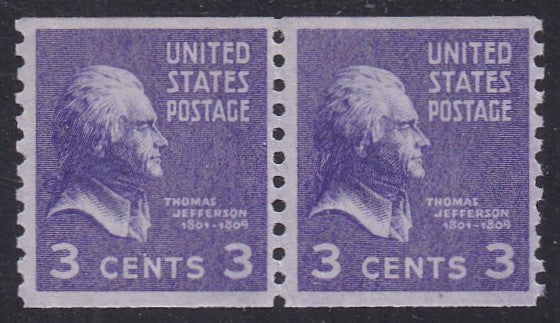 UNITED
STATES
POSTAGE
THOMAS
JEFFERSON
1801-1809
3 CENTS 3
UNITED
STATES
POSTAGE
THOMAS
JEFFERSON
1801-1809
3 CENTS 3